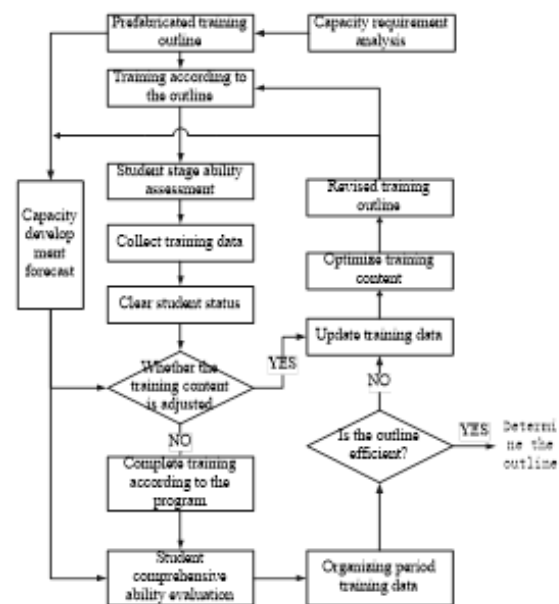 Prefabricated training
outline
Capacity requirement
analysis
Training according to
the outline
Student stage ability
assessment
Revised training
outline
Capacity
develop
ment
forecast
Collect training data
Optimize training
content
Clear student status
Update training data
YES
Whether the
training content
is adjusted
NO
NO
Is the outline
efficient?
YES
Determi
ne the
outline
Complete training
according to the
program
Student
comprehensive
ability evaluation
Organizing period
training data